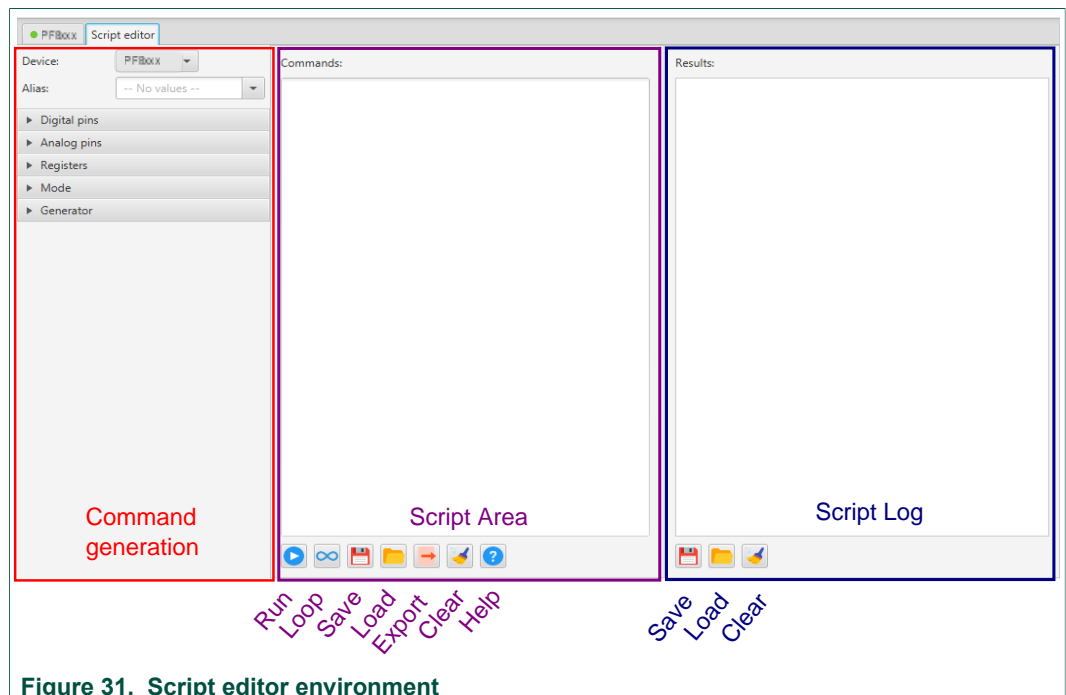 PF8xxx Script editor
Device: PF8xxx
Alias: -- No values --
Digital pins
Analog pins
Registers
Mode
Generator
Command
generation
Commands:
Script Area
Run
Loop
Save
Load
Export
Clear
Help
Results:
Script Log
Save
Load
Clear
Figure 31. Script editor environment